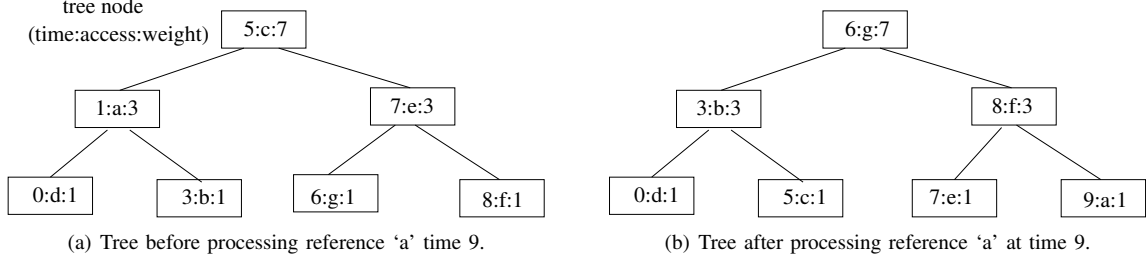 tree node
(time:access:weight)
5:c:7
1:a:3
7:e:3
0:d:1
3:b:1
6:g:1
8:f:1
(a) Tree before processing reference ‘a’ time 9.
6:g:7
3:b:3
8:f:3
0:d:1
5:c:1
7:e:1
9:a:1
(b) Tree after processing reference ‘a’ at time 9.